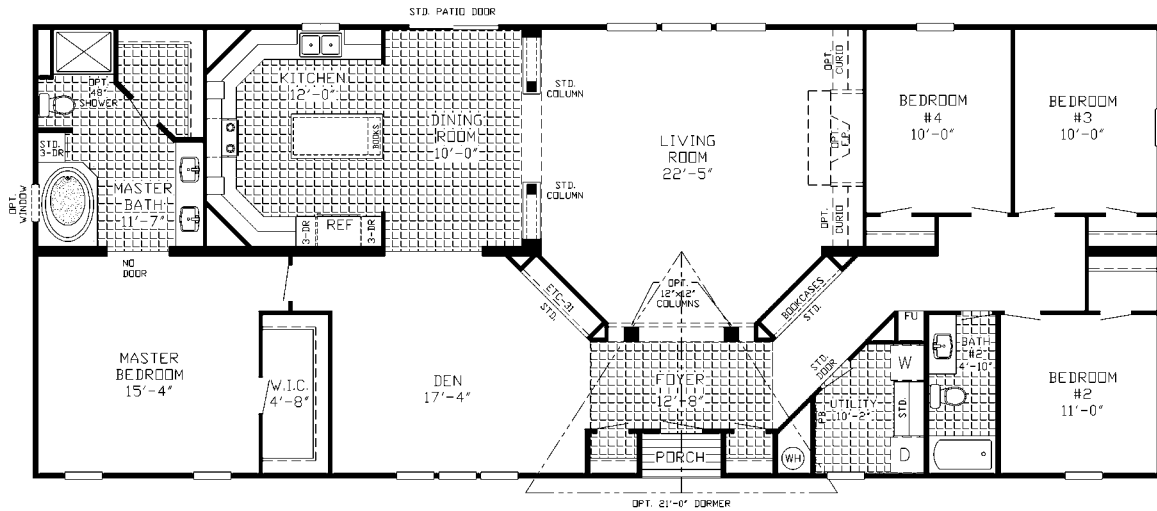 STD. PATIO DOOR
OPT.
48"
SHOWER
STD.
3-DR
OPT.
WINDOW
MASTER
BATH
11'-7"
NO
DOOR
KITCHEN
12'-0"
BOOKS
3-DR
REF
3-DR
DINING
ROOM
10'-0"
STD.
COLUMN
STD.
COLUMN
LIVING
ROOM
22'-5"
OPT.
CURIO
OPT.
F.P.
OPT.
CURIO
BEDROOM
#4
10'-0"
BEDROOM
#3
10'-0"
MASTER
BEDROOM
15'-4"
W.I.C.
4'-8"
DEN
17'-4"
ETC-31
STD.
OPT.
12"x12"
COLUMNS
BOOKCASES
STD.
FOYER
12'-8"
PORCH
WH
STD.
DOOR
FU
W
STD.
D
PB
UTILITY
10'-2"
BATH
#2
4'-10"
BEDROOM
#2
11'-0"
OPT. 21'-0" DORMER